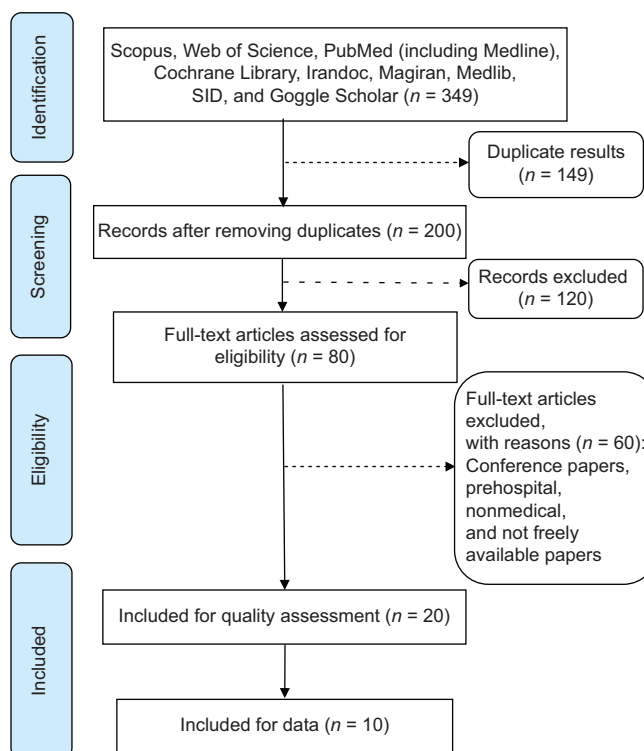 Identification
Scopus, Web of Science, PubMed (including Medline),
Cochrane Library, Irandoc, Magiran, Medlib,
SID, and Goggle Scholar (n = 349)
Duplicate results
(n = 149)
Screening
Records after removing duplicates (n = 200)
Records excluded
(n = 120)
Full-text articles assessed for
eligibility (n = 80)
Eligibility
Full-text articles
excluded,
with reasons (n = 60):
Conference papers,
prehospital,
nonmedical,
and not freely
available papers
Included
Included for quality assessment (n = 20)
Included for data (n = 10)